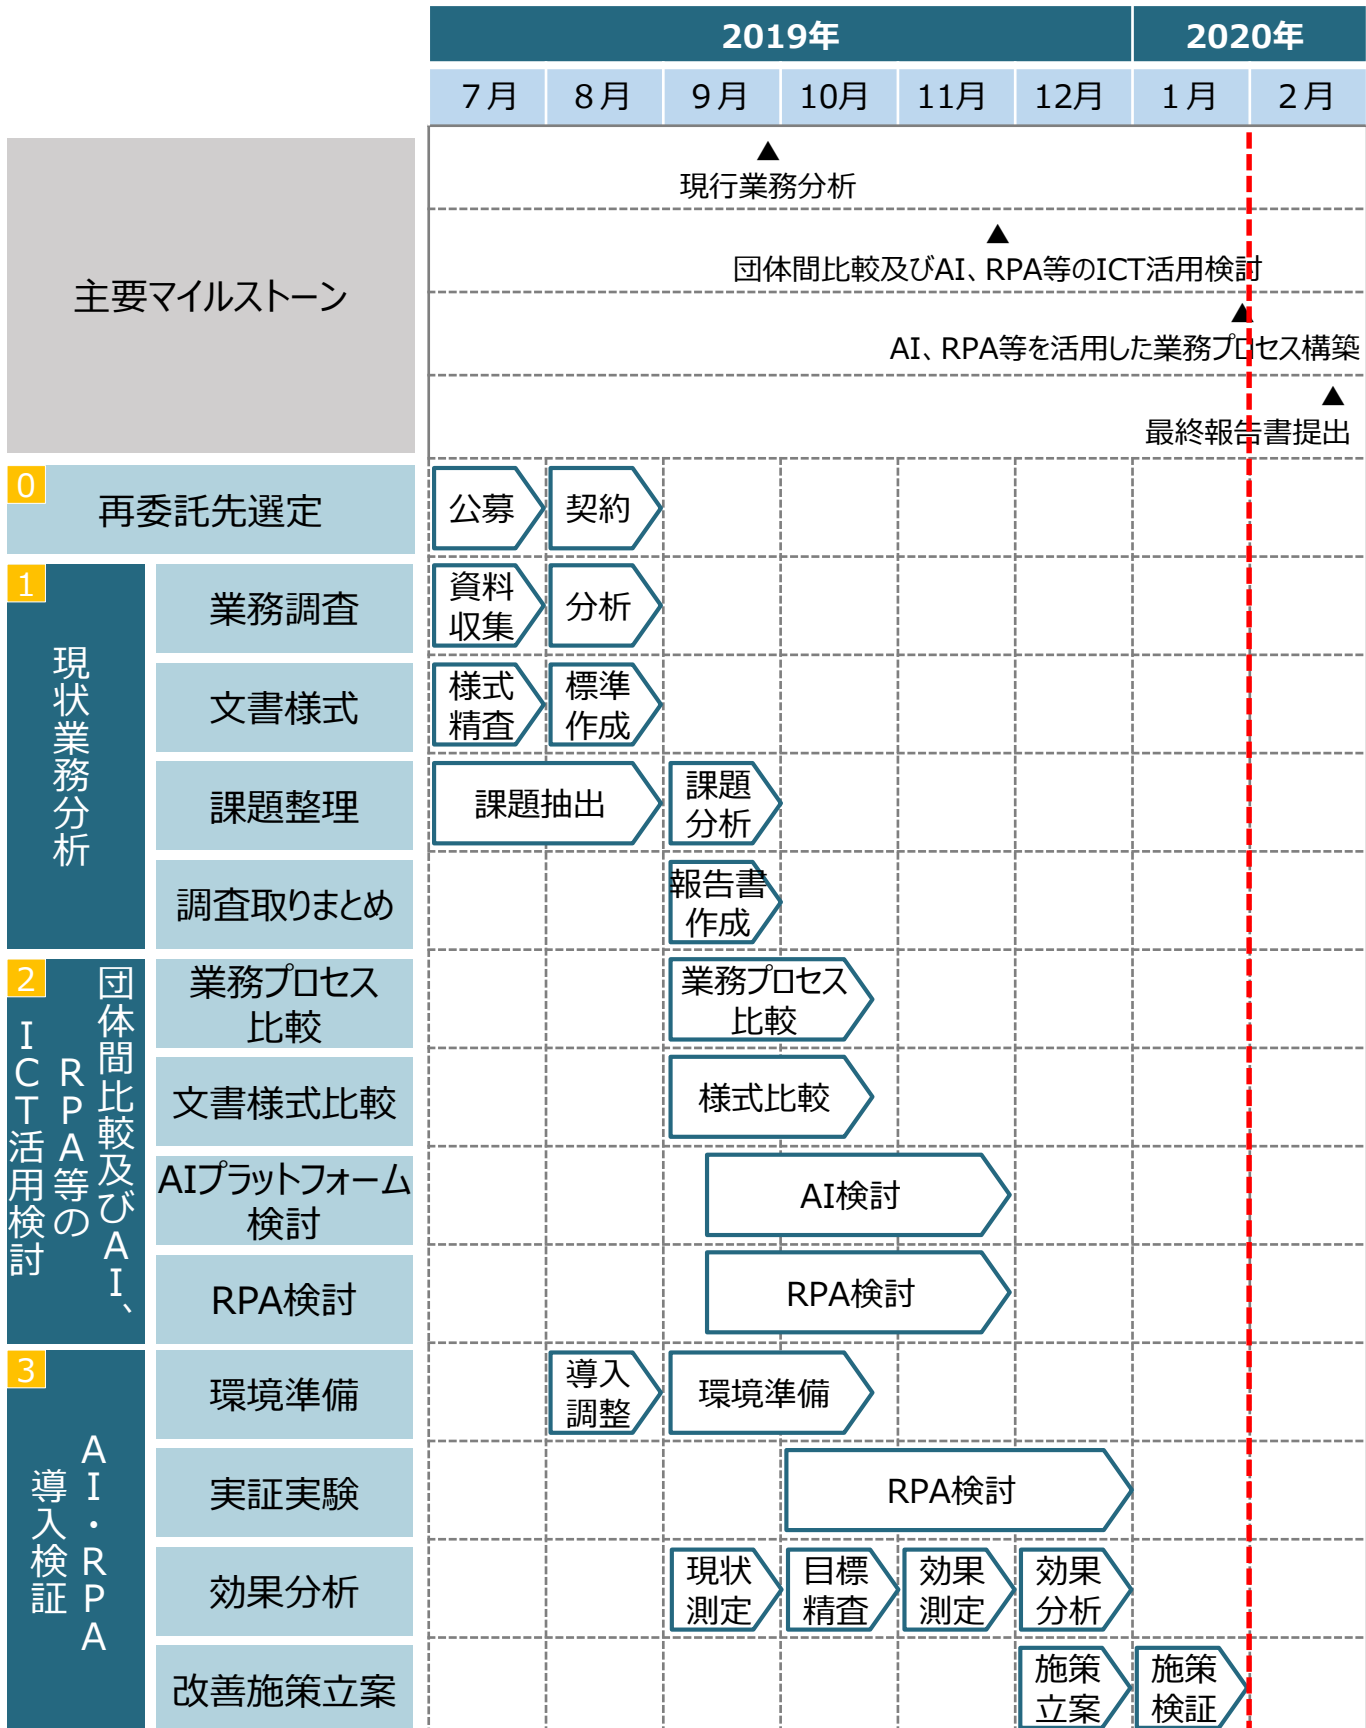 2019年
2020年
７月
８月
９月
10月
11月
12月
１月
２月
主要マイルストーン
▲
現行業務分析
▲
団体間比較及びAI、RPA等のICT活用検討
▲
AI、RPA等を活用した業務プロセス構築
▲
最終報告書提出
0
再委託先選定
公募
契約
1
現状業務分析
業務調査
資料
収集
分析
文書様式
様式
精査
標準
作成
課題整理
課題抽出
課題
分析
調査取りまとめ
報告書
作成
2
団体間比較及びＡＩ、
ＲＰＡ等の
ＩＣＴ活用検討
業務プロセス
比較
業務プロセス
比較
文書様式比較
様式比較
AIプラットフォーム
検討
AI検討
RPA検討
RPA検討
3
ＡＩ・ＲＰＡ
導入検証
環境準備
導入
調整
環境準備
実証実験
RPA検討
効果分析
現状
測定
目標
精査
効果
測定
効果
分析
改善施策立案
施策
立案
施策
検証